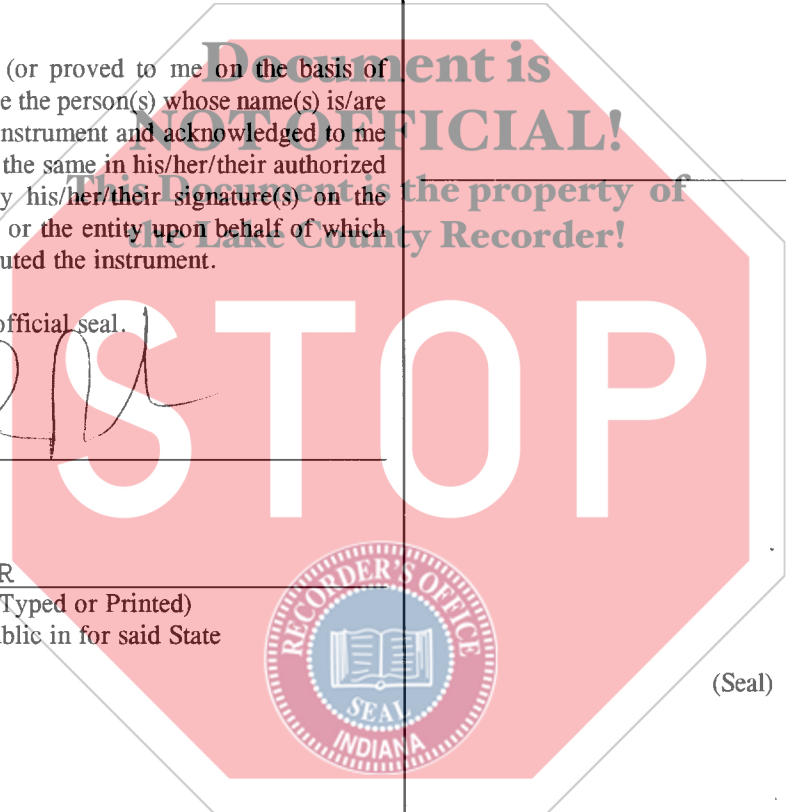 Document is
(or proved to me on the basis of
NOT OFFICIAL!
e the person(s) whose name(s) is/are
nstrument and acknowledged to me
the same in his/her/their authorized
This Document is the property of
y his/her/their signature(s) on the
the Lake County Recorder!
or the entity upon behalf of which
uted the instrument.
official seal.
STOP
R
Typed or Printed)
blic in for said State
RECORDER'S OFFICE
SEAL
INDIANA
(Seal)